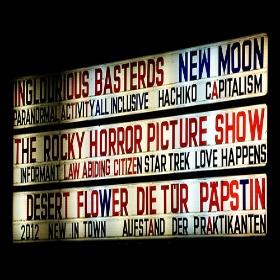 INGLOURIOUS BASTERDS NEW MOON
PARANORMAL ACTIVITY ALL INCLUSIVE HACHIKO CAPITALISM
THE ROCKY HORROR PICTURE SHOW
INFORMANT LAW ABIDING CITIZEN STAR TREK LOVE HAPPENS
DESERT FLOWER DIE TÜR PÄPSTIN
2012 NEW IN TOWN AUFSTAND DER PRAKTIKANTEN